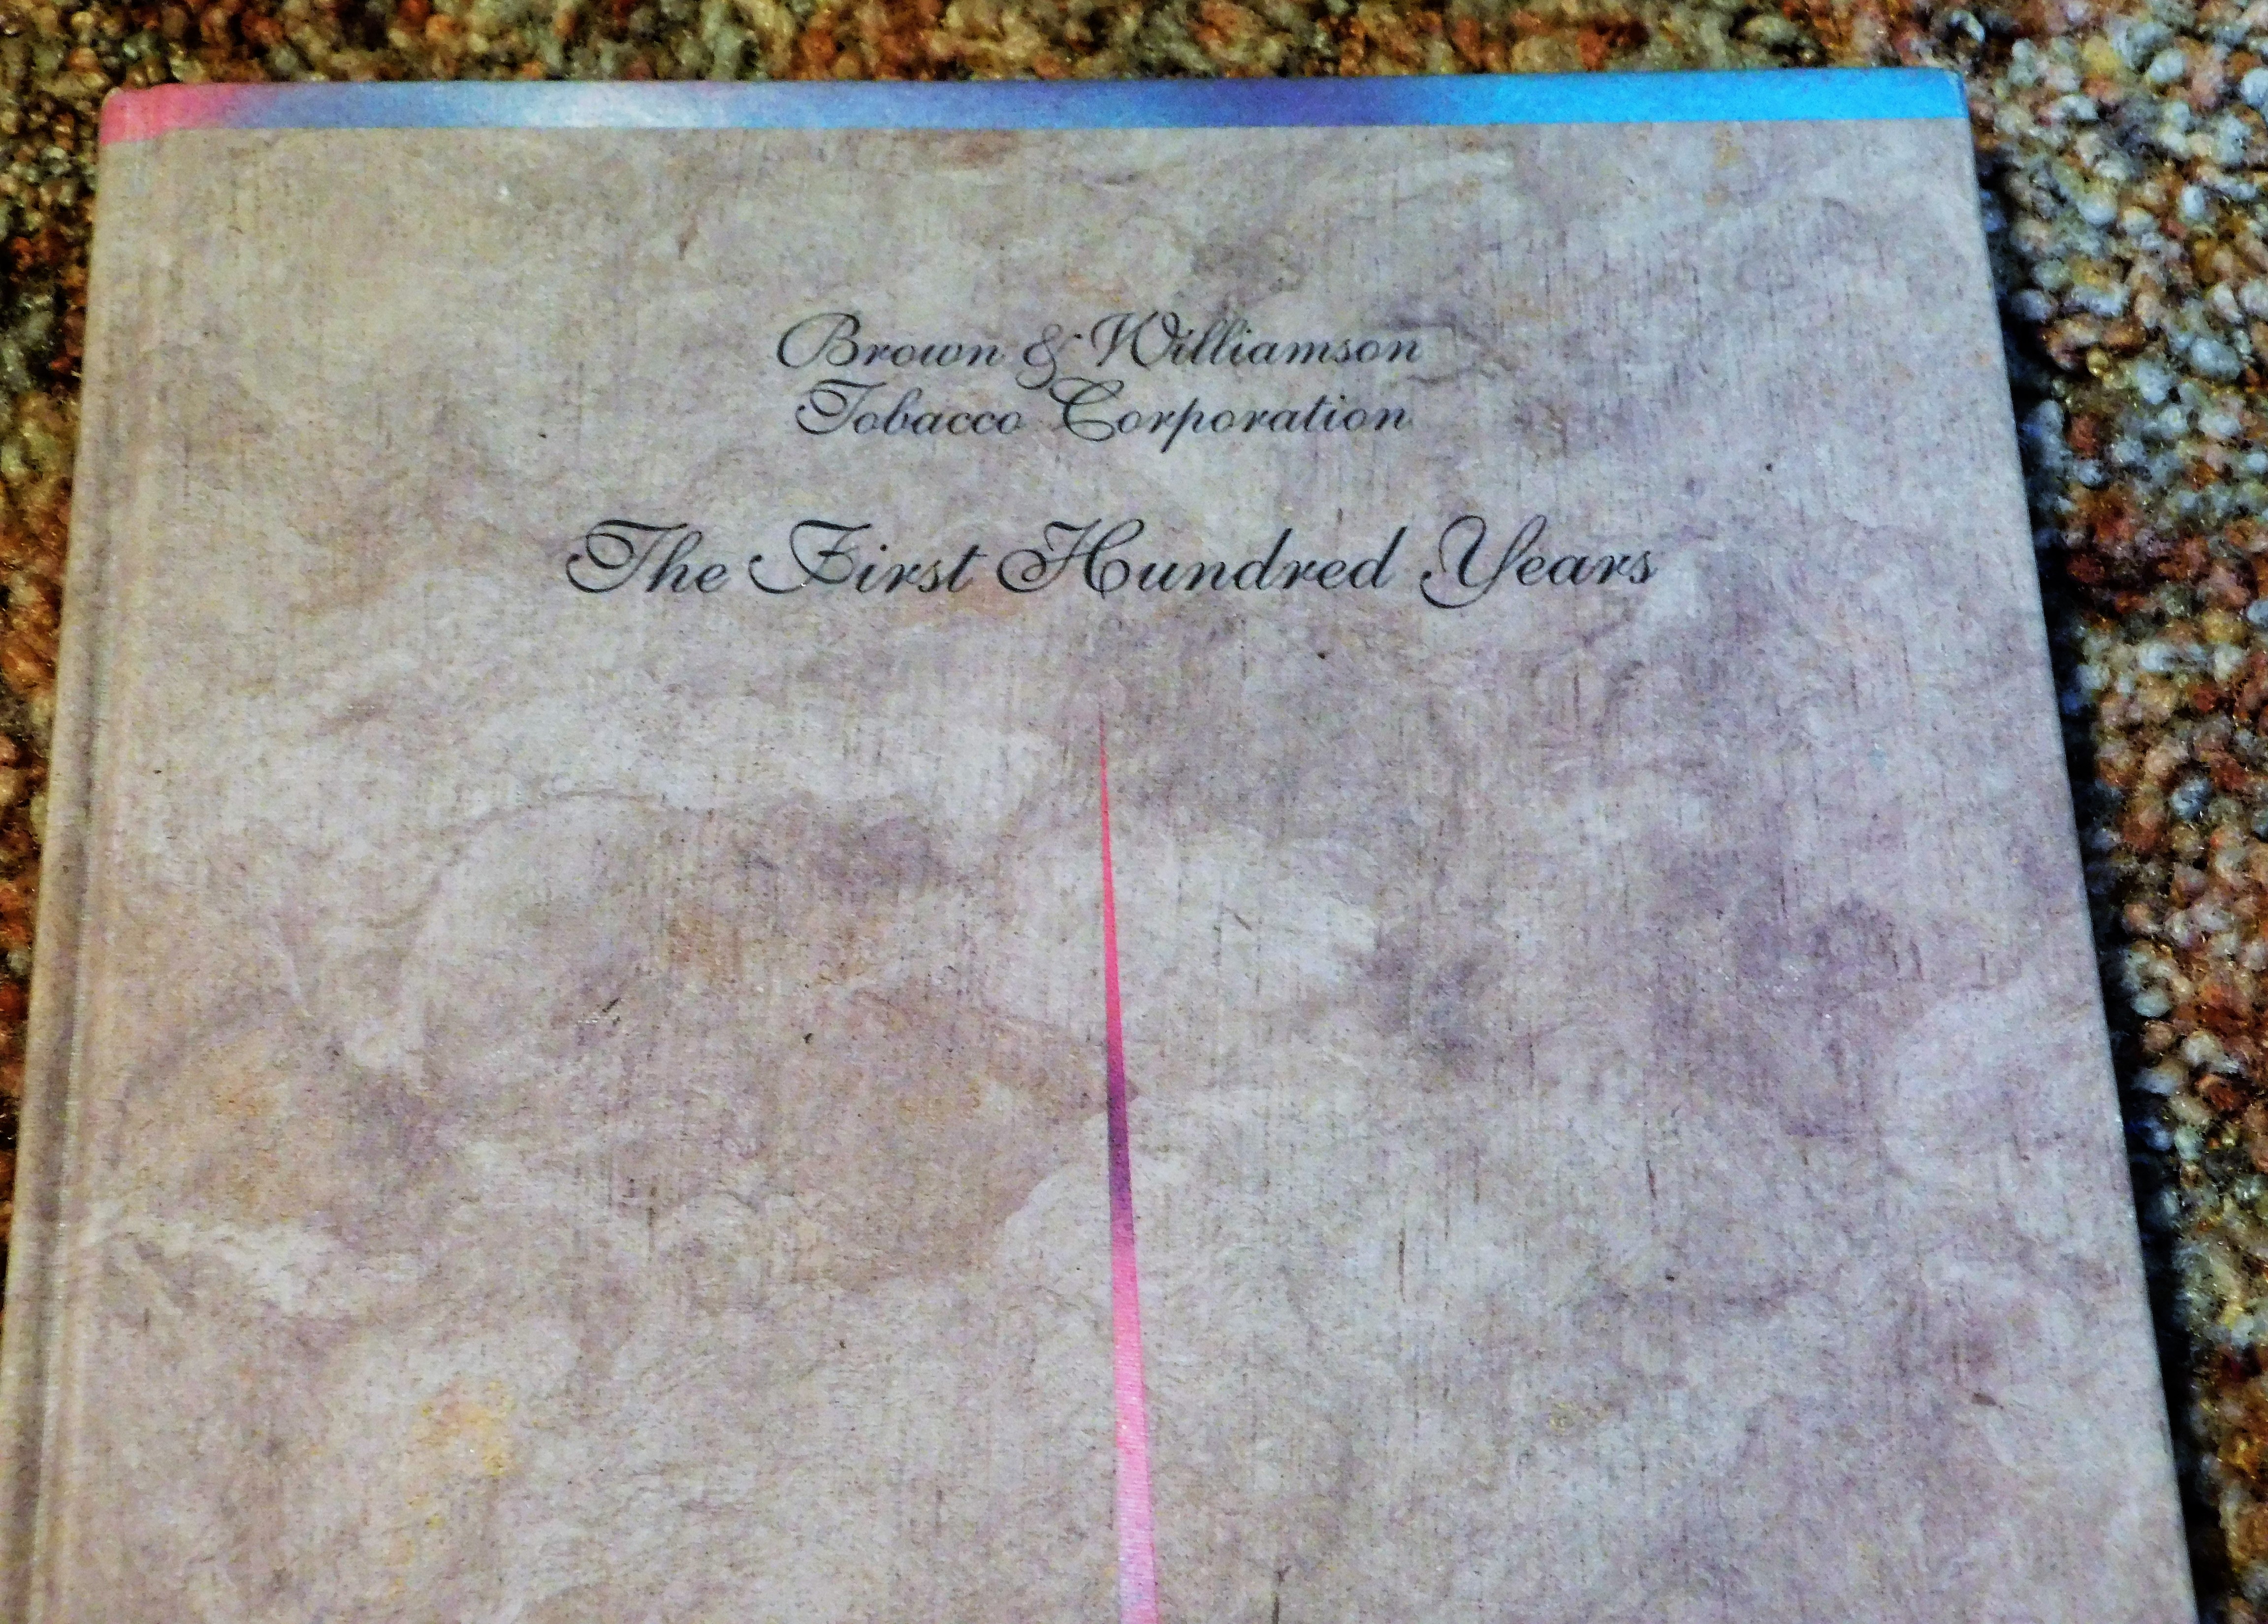 Brown & Williamson
Tobacco Corporation
The First Hundred Years